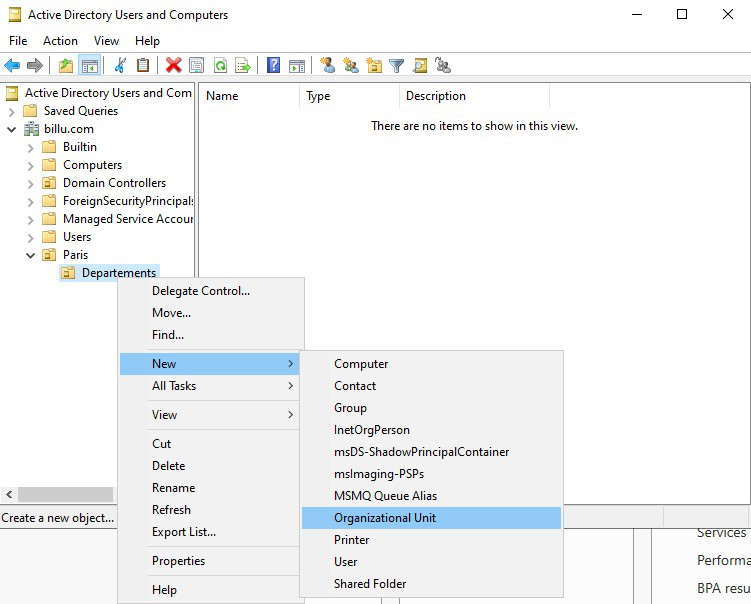 Active Directory Users and Computers
File Action View Help
Active Directory Users and Com
Saved Queries
billu.com
Builtin
Computers
Domain Controllers
ForeignSecurityPrincipals
Managed Service Accour
Users
Paris
Departements
Name Type Description
There are no items to show in this view.
Delegate Control...
Move...
Find...
New
All Tasks
View
Cut
Delete
Rename
Refresh
Export List...
Properties
Help
Computer
Contact
Group
InetOrgPerson
msDS-ShadowPrincipalContainer
msImaging-PSPs
MSMQ Queue Alias
Organizational Unit
Printer
User
Shared Folder
Create a new object...
Services
Performa
BPA resu